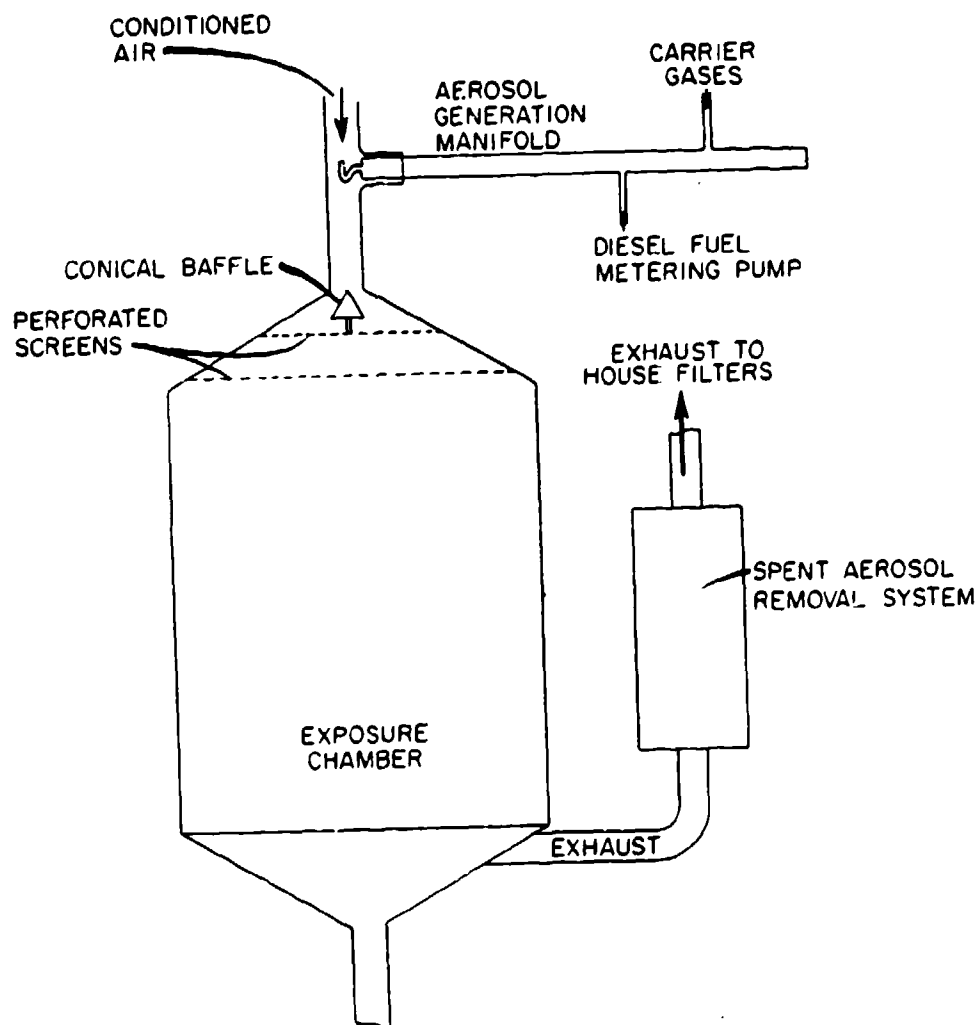 CONDITIONED
AIR
CARRIER
GASES
AEROSOL
GENERATION
MANIFOLD
DIESEL FUEL
METERING PUMP
CONICAL BAFFLE
PERFORATED
SCREENS
EXHAUST TO
HOUSE FILTERS
SPENT AEROSOL
REMOVAL SYSTEM
EXPOSURE
CHAMBER
EXHAUST